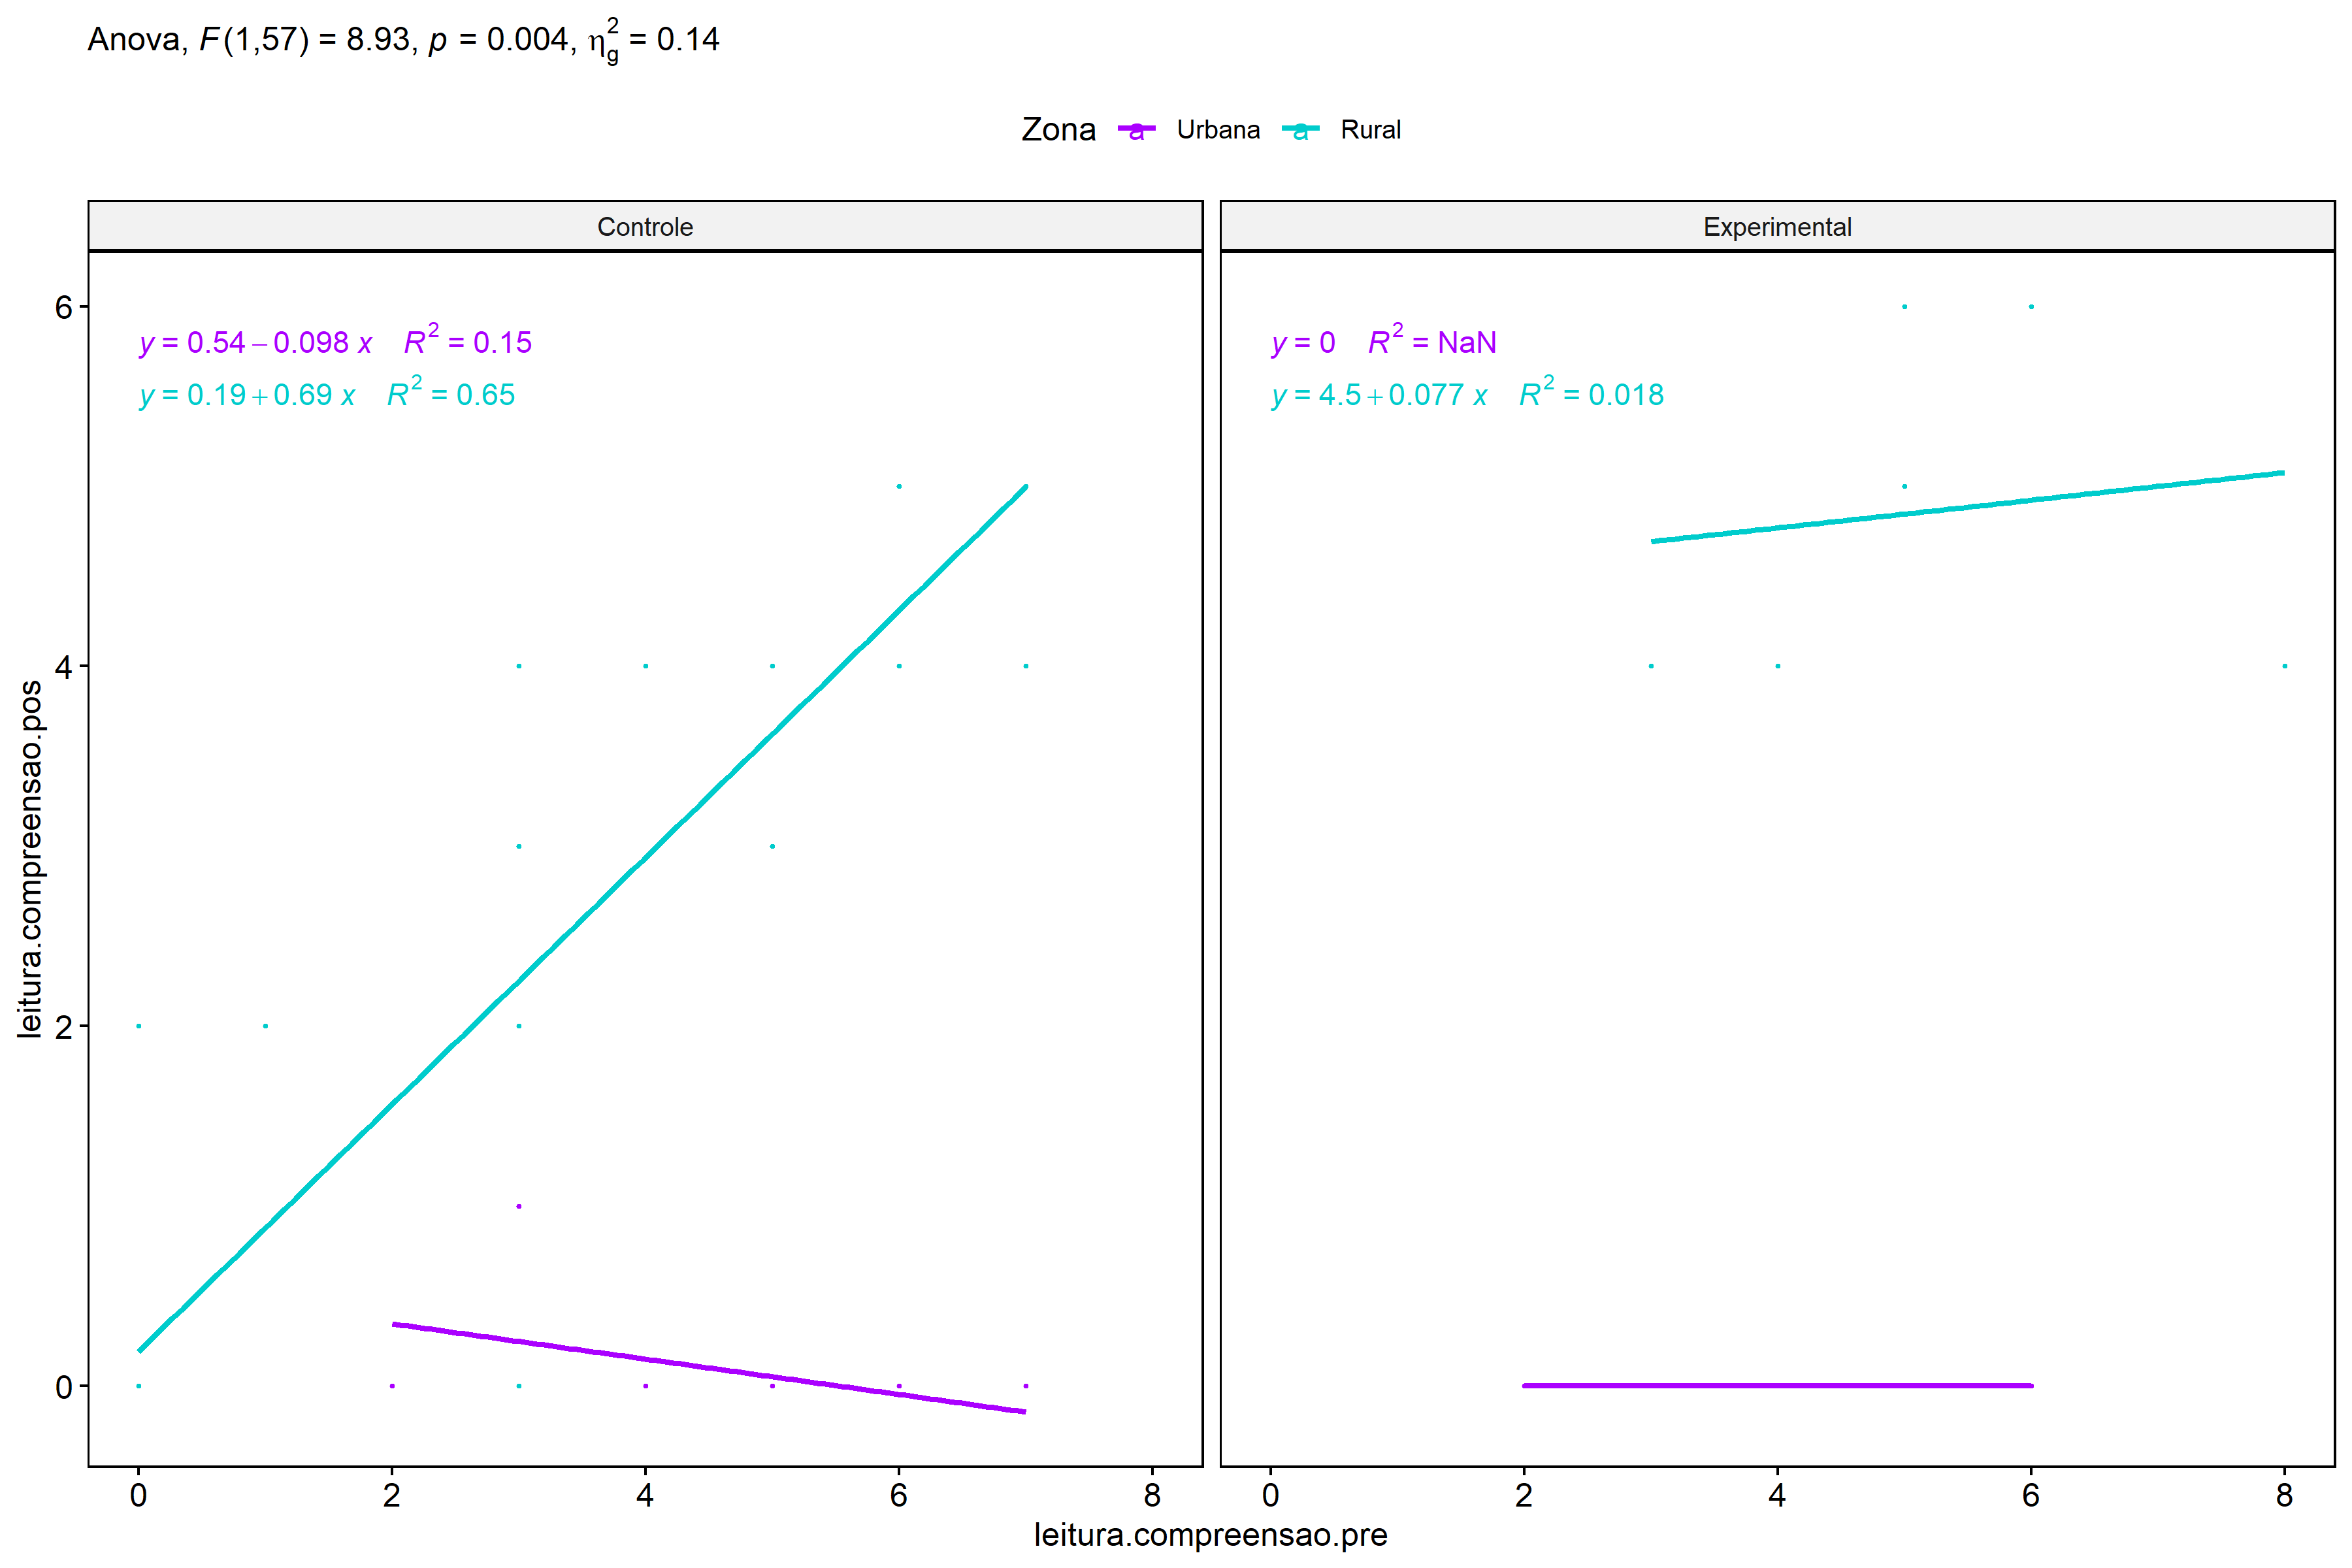 Anova, F(1,57) = 8.93, p = 0.004, η²g = 0.14
Zona a Urbana a Rural
Controle
Experimental
y = 0.54 − 0.098 x R² = 0.15
y = 0.19 + 0.69 x R² = 0.65
y = 0 R² = NaN
y = 4.5 + 0.077 x R² = 0.018
6
4
2
0
leitura.compreensao.pos
0 2 4 6 8
0 2 4 6 8
leitura.compreensao.pre